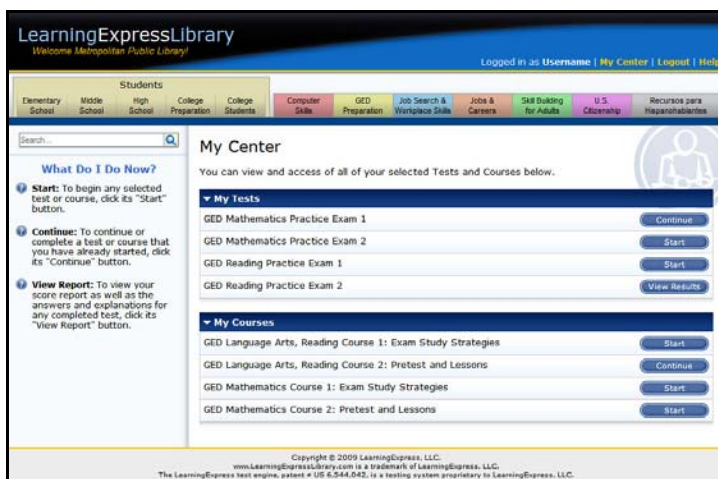 LearningExpressLibrary
Welcome Metropolitan Public Library!
Logged in as Username | My Center | Logout | Help
Students
Elementary School
Middle School
High School
College Preparation
College Students
Computer Skills
GED Preparation
Job Search & Workplace Skills
Jobs & Careers
Skill Building for Adults
U.S. Citizenship
Recursos para Hispanohablantes
Search...
What Do I Do Now?
Start: To begin any selected
test or course, click its "Start"
button.
Continue: To continue or
complete a test or course that
you have already started, click
its "Continue" button.
View Report: To view your
score report as well as the
answers and explanations for
any completed test, click its
"View Report" button.
My Center
You can view and access of all of your selected Tests and Courses below.
My Tests
GED Mathematics Practice Exam 1 Continue
GED Mathematics Practice Exam 2 Start
GED Reading Practice Exam 1 Start
GED Reading Practice Exam 2 View Results
My Courses
GED Language Arts, Reading Course 1: Exam Study Strategies Start
GED Language Arts, Reading Course 2: Pretest and Lessons Continue
GED Mathematics Course 1: Exam Study Strategies Start
GED Mathematics Course 2: Pretest and Lessons Start
Copyright © 2009 LearningExpress, LLC.
www.LearningExpressLibrary.com is a trademark of LearningExpress, LLC.
The LearningExpress test engine, patent # US 6,544,042, is a testing system proprietary to LearningExpress, LLC.